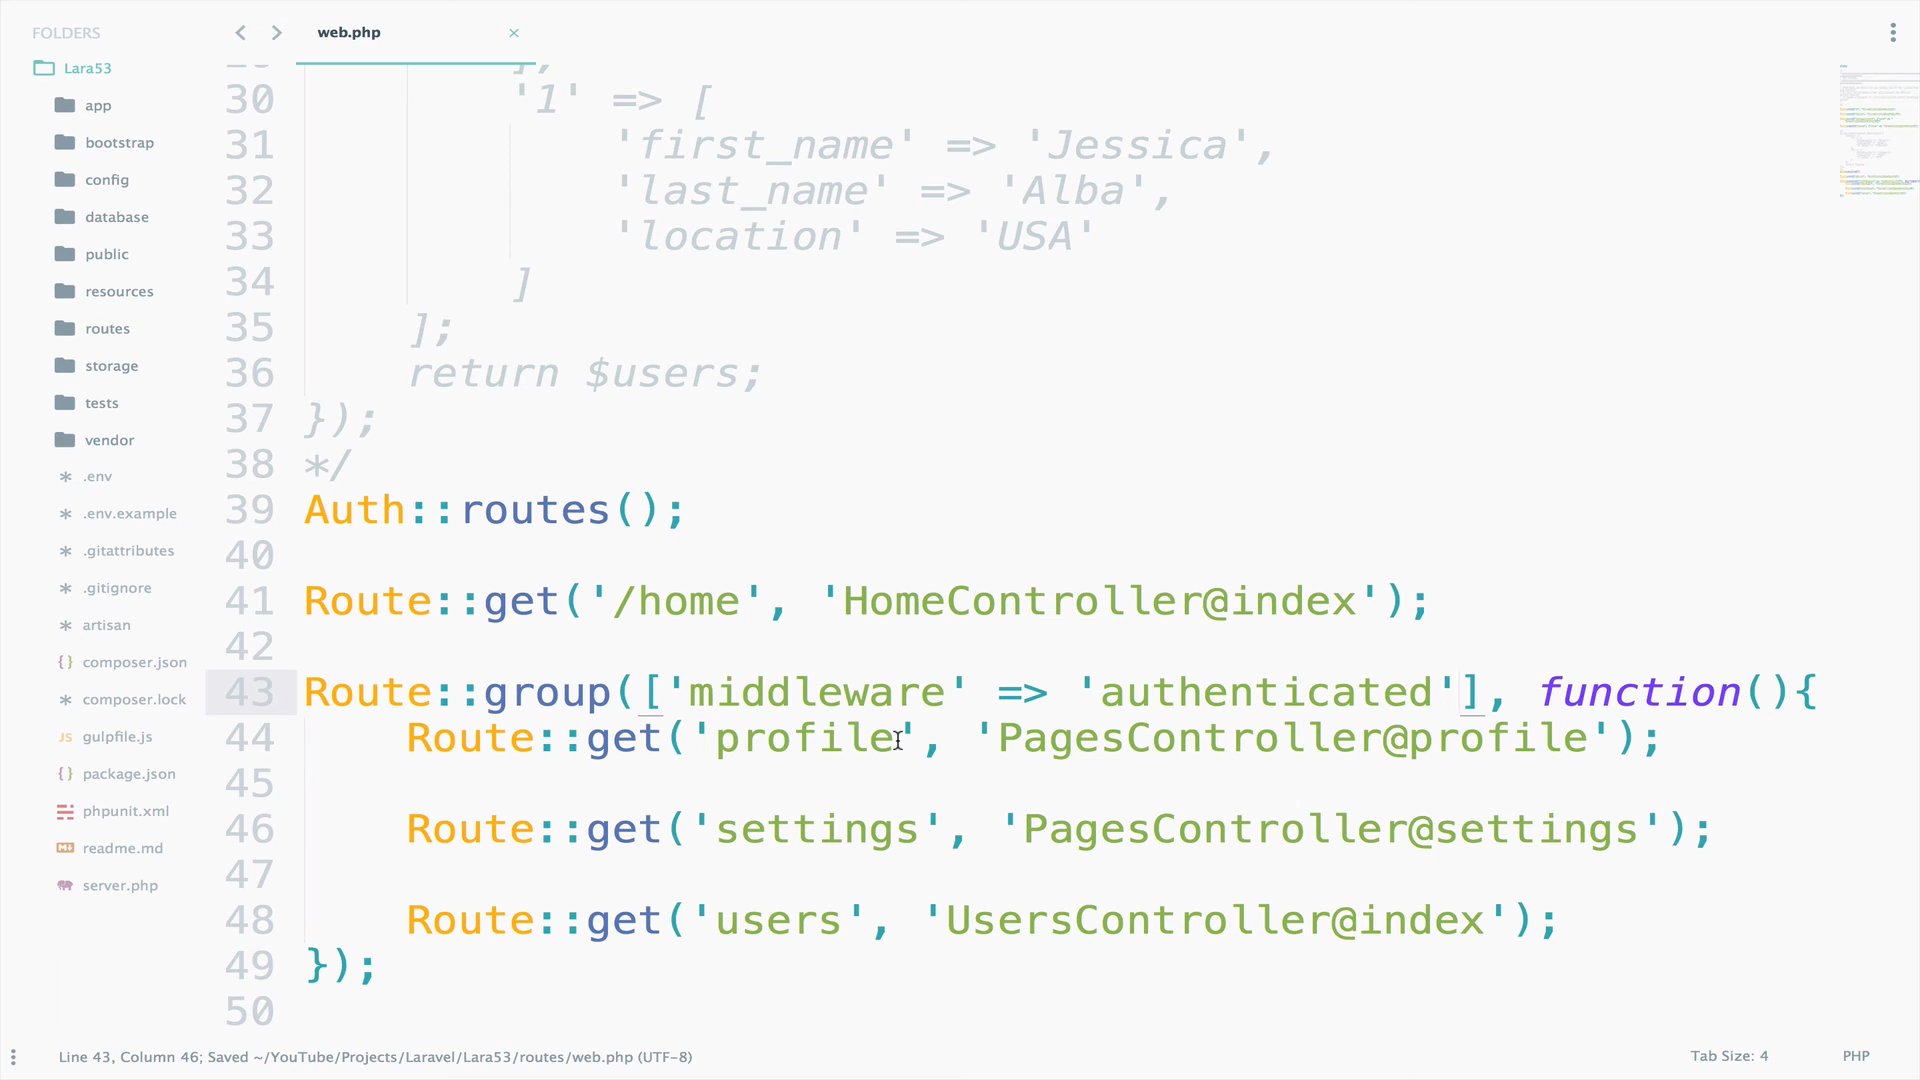 FOLDERS
Lara53
app
bootstrap
config
database
public
resources
routes
storage
tests
vendor
.env
.env.example
.gitattributes
.gitignore
artisan
composer.json
composer.lock
gulpfile.js
package.json
phpunit.xml
readme.md
server.php
web.php
],
30 '1' => [
31 'first_name' => 'Jessica',
32 'last_name' => 'Alba',
33 'location' => 'USA'
34 ]
35 ];
36 return $users;
37 });
38 */
39 Auth::routes();
40
41 Route::get('/home', 'HomeController@index');
42
43 Route::group(['middleware' => 'authenticated'], function(){
44 Route::get('profile', 'PagesController@profile');
45
46 Route::get('settings', 'PagesController@settings');
47
48 Route::get('users', 'UsersController@index');
49 });
50
Line 43, Column 46; Saved ~/YouTube/Projects/Laravel/Lara53/routes/web.php (UTF-8)
Tab Size: 4
PHP